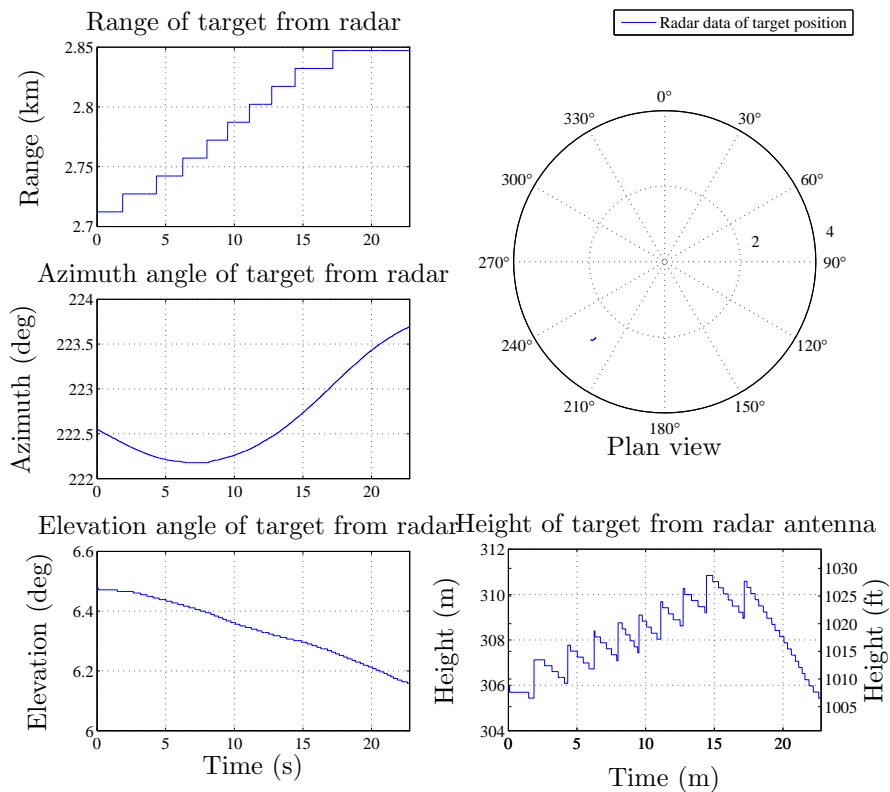 Range of target from radar
2.85
2.8
2.75
2.7
Range (km)
0 5 10 15 20
Azimuth angle of target from radar
224
223.5
223
222.5
222
Azimuth (deg)
0 5 10 15 20
Elevation angle of target from radar
6.6
6.4
6.2
6
Elevation (deg)
0 5 10 15 20
Time (s)
Radar data of target position
0°
30°
60°
90°
120°
150°
180°
210°
240°
270°
300°
330°
2
4
Plan view
Height of target from radar antenna
312
310
308
306
304
Height (m)
1030
1025
1020
1015
1010
1005
Height (ft)
0 5 10 15 20
Time (m)